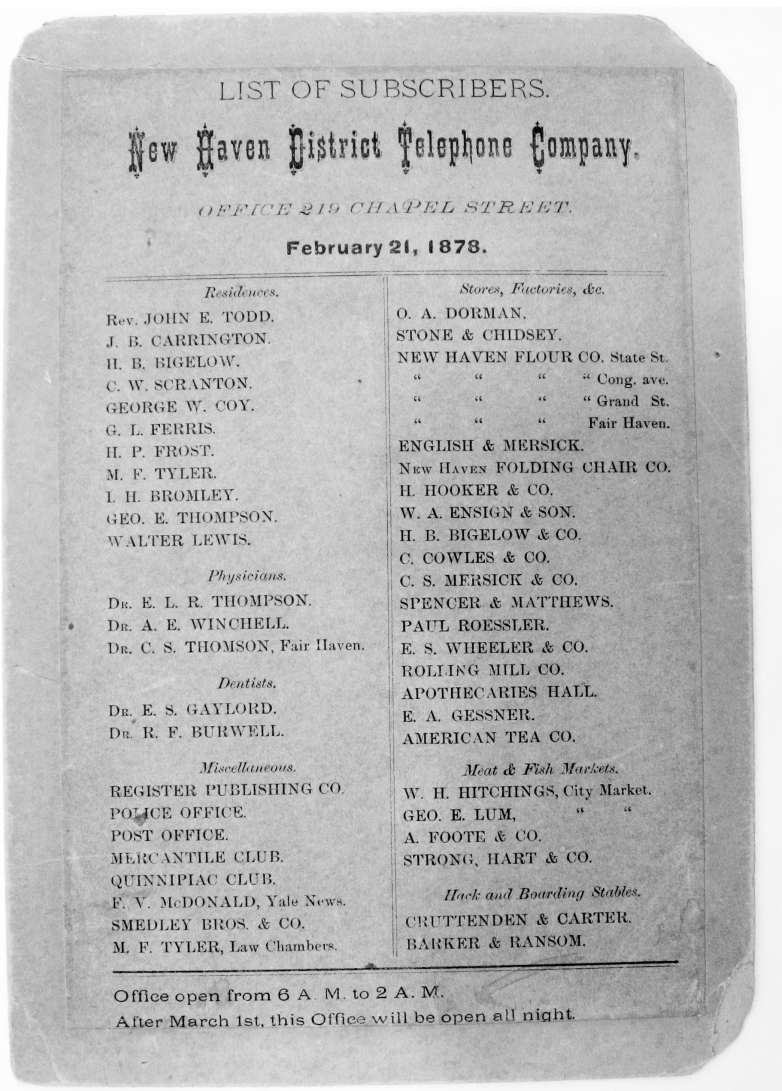 LIST OF SUBSCRIBERS.
New Haven District Telephone Company.
OFFICE 219 CHAPEL STREET.
February 21, 1878.
Residences.
Rev. JOHN E. TODD.
J. B. CARRINGTON.
H. B. BIGELOW.
C. W. SCRANTON.
GEORGE W. COY.
G. L. FERRIS.
H. P. FROST.
M. F. TYLER.
I. H. BROMLEY.
GEO. E. THOMPSON.
WALTER LEWIS.
Physicians.
DR. E. L. R. THOMPSON.
DR. A. E. WINCHELL.
DR. C. S. THOMSON, Fair Haven.
Dentists.
DR. E. S. GAYLORD.
DR. R. F. BURWELL.
Miscellaneous.
REGISTER PUBLISHING CO.
POLICE OFFICE.
POST OFFICE.
MERCANTILE CLUB.
QUINNIPIAC CLUB.
F. V. McDONALD, Yale News.
SMEDLEY BROS. & CO.
M. F. TYLER, Law Chambers.
Stores, Factories, &c.
O. A. DORMAN.
STONE & CHIDSEY.
NEW HAVEN FLOUR CO. State St.
“ “ “ “ Cong. ave.
“ “ “ “ Grand St.
“ “ “ Fair Haven.
ENGLISH & MERSICK.
NEW HAVEN FOLDING CHAIR CO.
H. HOOKER & CO.
W. A. ENSIGN & SON.
H. B. BIGELOW & CO.
C. COWLES & CO.
C. S. MERSICK & CO.
SPENCER & MATTHEWS.
PAUL ROESSLER.
E. S. WHEELER & CO.
ROLLING MILL CO.
APOTHECARIES HALL.
E. A. GESSNER.
AMERICAN TEA CO.
Meat & Fish Markets.
W. H. HITCHINGS, City Market.
GEO. E. LUM, “ “
A. FOOTE & CO.
STRONG, HART & CO.
Hack and Boarding Stables.
CRUTTENDEN & CARTER.
BARKER & RANSOM.
Office open from 6 A. M. to 2 A. M.
After March 1st, this Office will be open all night.